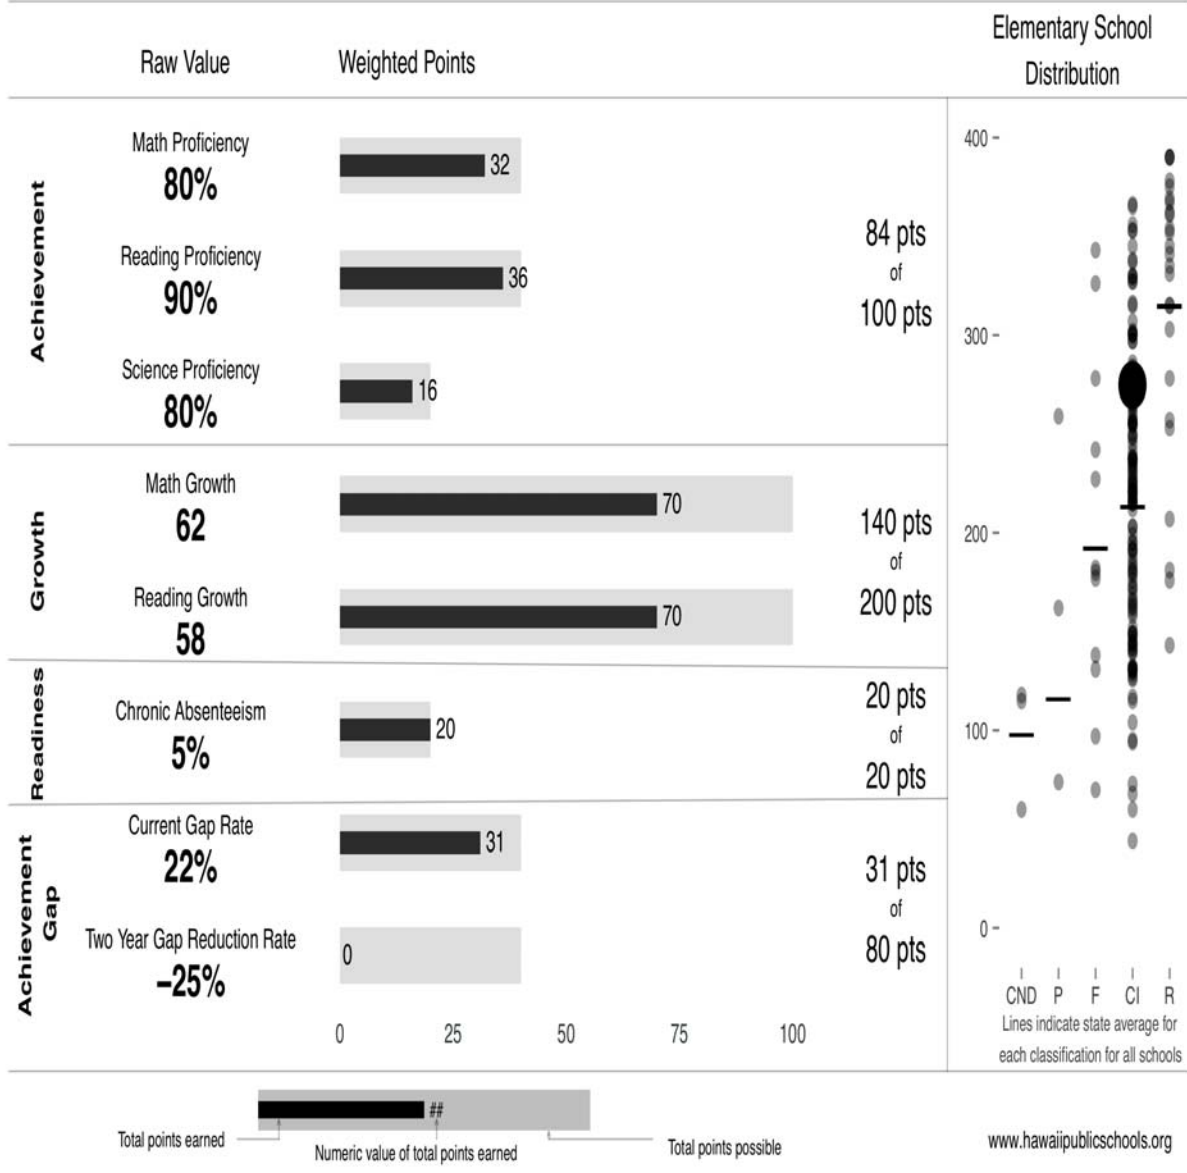 Elementary School
Distribution
Raw Value
Weighted Points
Achievement
Math Proficiency
80%
32
Reading Proficiency
90%
36
Science Proficiency
80%
16
84 pts
of
100 pts
Growth
Math Growth
62
70
Reading Growth
58
70
140 pts
of
200 pts
Readiness
Chronic Absenteeism
5%
20
20 pts
of
20 pts
Achievement
Gap
Current Gap Rate
22%
31
Two Year Gap Reduction Rate
−25%
0
31 pts
of
80 pts
0 25 50 75 100
400
300
200
100
0
CND P F CI R
Lines indicate state average for
each classification for all schools
##
Total points earned
Numeric value of total points earned
Total points possible
www.hawaiipublicschools.org